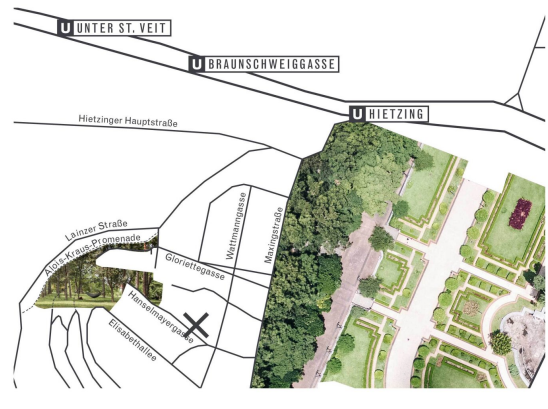 U UNTER ST. VEIT
U BRAUNSCHWEIGGASSE
U HIETZING
Hietzinger Hauptstraße
Lainzer Straße
Alois-Kraus-Promenade
Gloriettegasse
Wattmanngasse
Maxingstraße
Hanselmayergasse
Elisabethallee